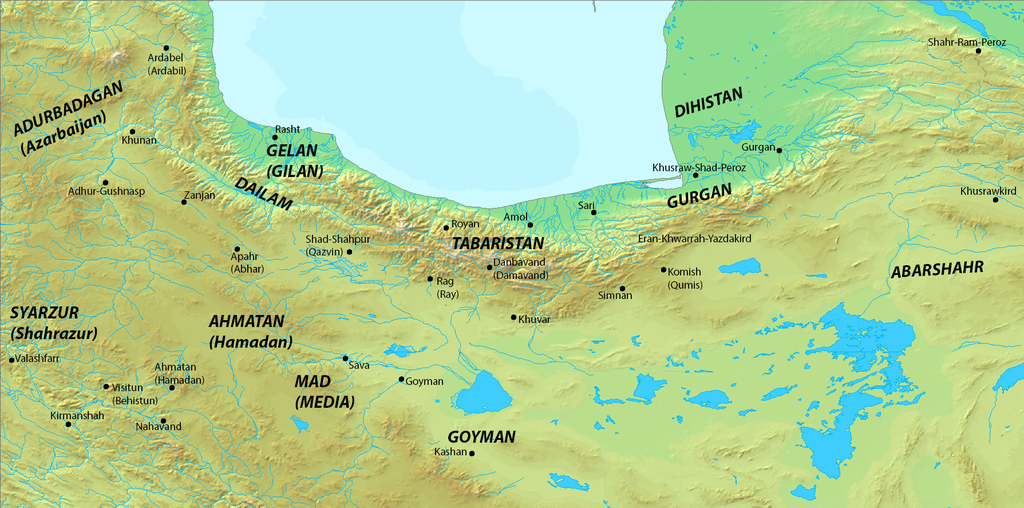 Shahr-Ram-Peroz
Ardabel
(Ardabil)
ADURBADAGAN
(Azarbaijan)
DIHISTAN
Khunan
Rasht
GELAN
(GILAN)
Gurgan
Khusraw-Shad-Peroz
Adhur-Gushnasp
Zanjan
DAILAM
GURGAN
Khusrawkird
Sari
Amol
Royan
TABARISTAN
Shad-Shahpur
(Qazvin)
Eran-Khwarrah-Yazdakird
Apahr
(Abhar)
Danbavand
(Damavand)
Komish
(Qumis)
ABARSHAHR
Rag
(Ray)
Simnan
Khuvar
SYARZUR
(Shahrazur)
AHMATAN
(Hamadan)
Valashfarr
Sava
Ahmatan
(Hamadan)
MAD
(MEDIA)
Goyman
Visitun
(Behistun)
Kirmanshah
Nahavand
GOYMAN
Kashan